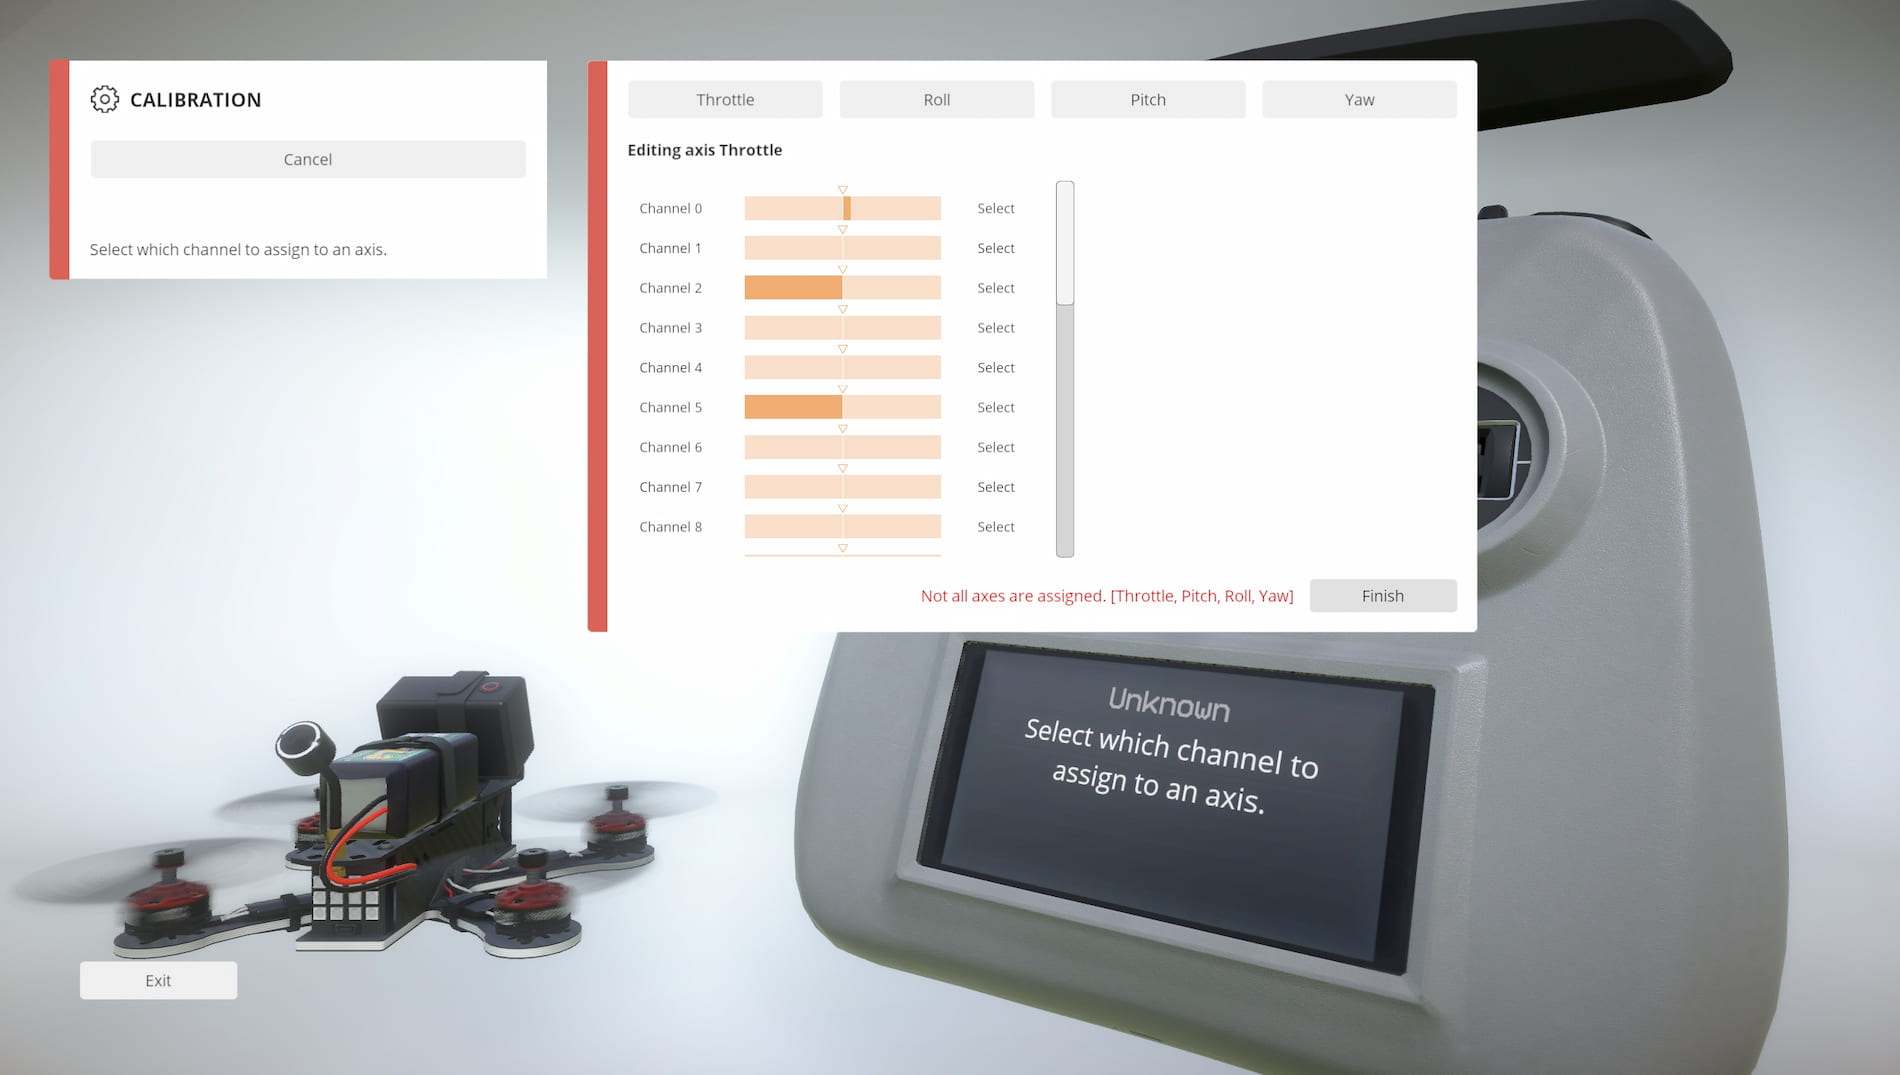 CALIBRATION
Cancel
Select which channel to assign to an axis.
Throttle
Roll
Pitch
Yaw
Editing axis Throttle
Channel 0 Select
Channel 1 Select
Channel 2 Select
Channel 3 Select
Channel 4 Select
Channel 5 Select
Channel 6 Select
Channel 7 Select
Channel 8 Select
Not all axes are assigned. [Throttle, Pitch, Roll, Yaw]
Finish
Unknown
Select which channel to
assign to an axis.
Exit